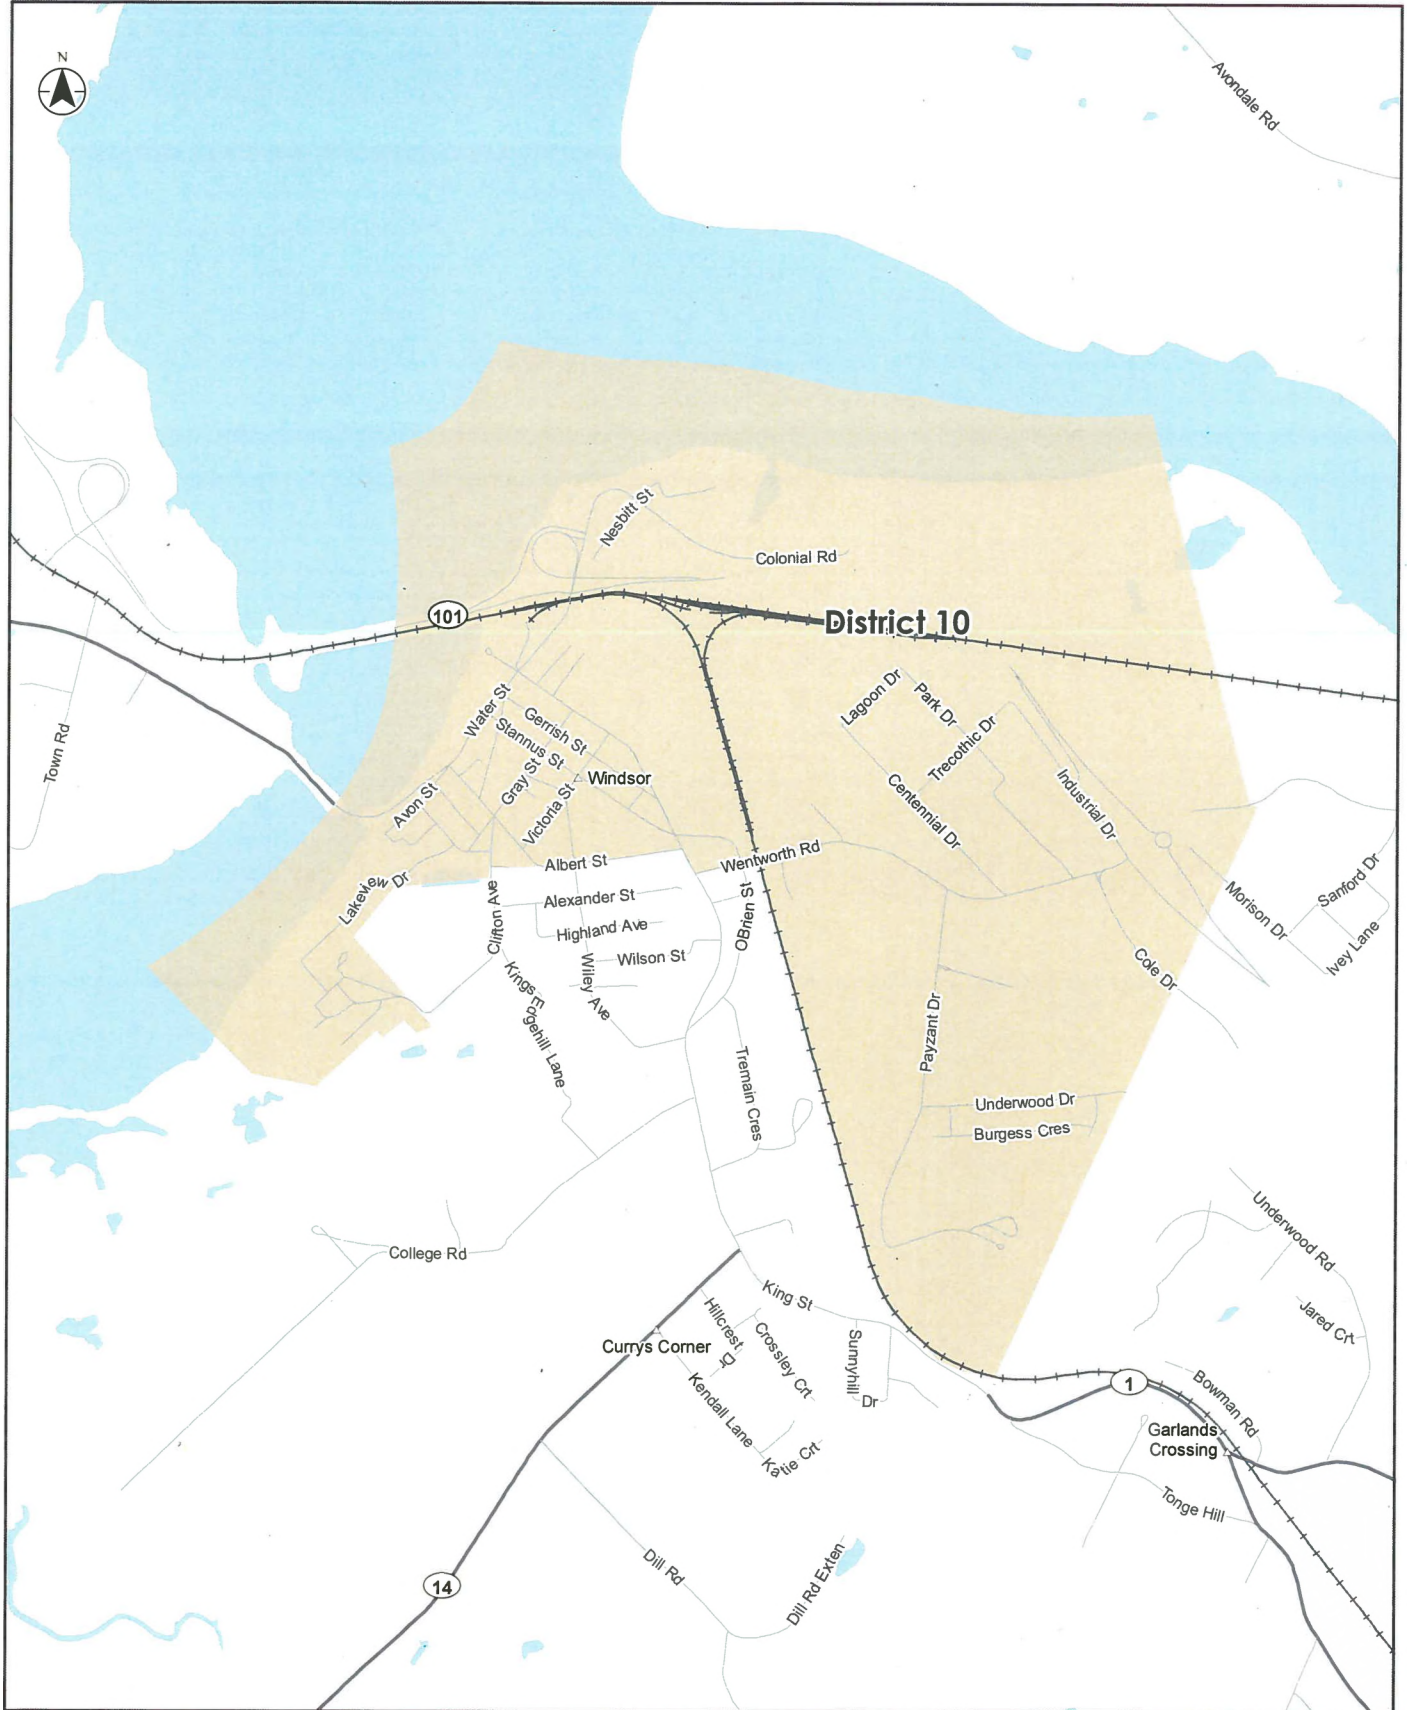 N
Avondale Rd
Nesbitt St
Colonial Rd
101
District 10
Town Rd
Water St
Gerrish St
Stannus St
Gray St
Windsor
Victoria St
Avon St
Lagoon Dr
Park Dr
Trecothic Dr
Centennial Dr
Industrial Dr
Albert St
Wentworth Rd
Lakeview Dr
Clifton Ave
Alexander St
Highland Ave
Wilson St
OBrien St
Morison Dr
Sanford Dr
Ivey Lane
Cole Dr
Kings Edgehill Lane
Wiley Ave
Payzant Dr
Tremain Cres
Underwood Dr
Burgess Cres
College Rd
Underwood Rd
Jared Crt
King St
Hillcrest Dr
Crossley Crt
Sunnyhill Dr
Currys Corner
Kendall Lane
Katie Crt
1
Bowman Rd
Garlands
Crossing
Tonge Hill
14
Dill Rd
Dill Rd Exten